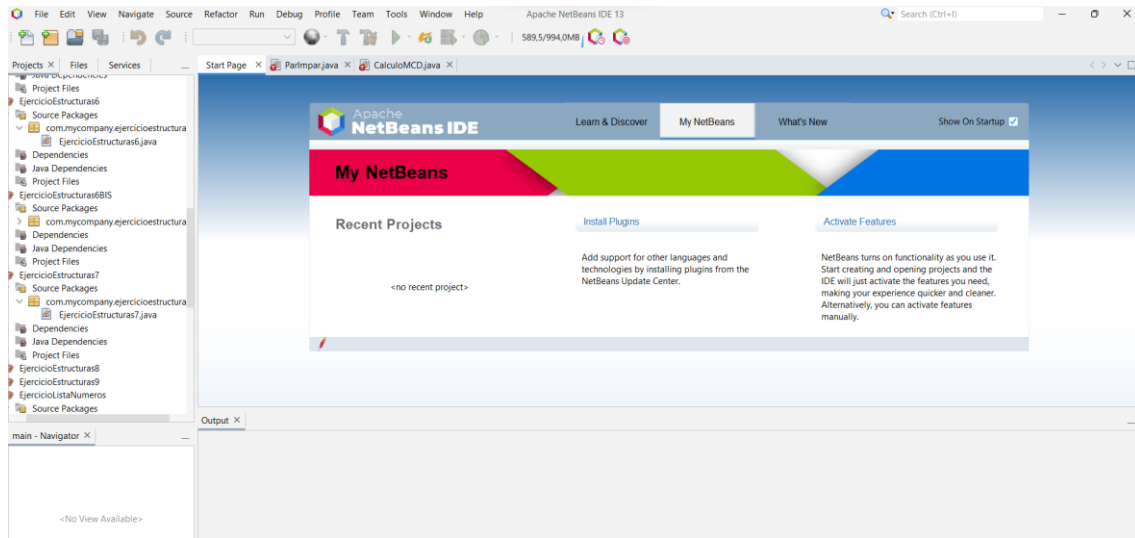 File Edit View Navigate Source Refactor Run Debug Profile Team Tools Window Help Apache NetBeans IDE 13 Search (Ctrl+I)
589,5/994,0MB
Projects Files Services
Start Page ParImpar.java CalculoMCD.java
Java Dependencies
Project Files
EjercicioEstructuras6
Source Packages
com.mycompany.ejercicioestructura
EjercicioEstructuras6.java
Dependencies
Java Dependencies
Project Files
EjercicioEstructuras6BIS
Source Packages
com.mycompany.ejercicioestructura
Dependencies
Java Dependencies
Project Files
EjercicioEstructuras7
Source Packages
com.mycompany.ejercicioestructura
EjercicioEstructuras7.java
Dependencies
Java Dependencies
Project Files
EjercicioEstructuras8
EjercicioEstructuras9
EjercicioListaNumeros
Source Packages
main - Navigator
<No View Available>
Apache
NetBeans IDE
Learn & Discover My NetBeans What's New Show On Startup
My NetBeans
Recent Projects
<no recent project>
Install Plugins
Add support for other languages and
technologies by installing plugins from the
NetBeans Update Center.
Activate Features
NetBeans turns on functionality as you use it.
Start creating and opening projects and the
IDE will just activate the features you need,
making your experience quicker and cleaner.
Alternatively, you can activate features
manually.
Output